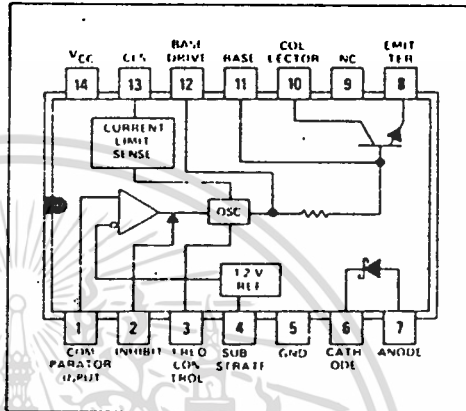 VCC
CLS
BASE DRIVE
BASE
COL LECTOR
NC
EMIT TER
14 13 12 11 10 9 8
CURRENT
LIMIT
SENSE
OSC
1.2 V
REF
1 2 3 4 5 6 7
COM PARATOR INPUT
INHIBIT
FREQ CON TROL
SUB STRATE
GND
CATH ODE
ANODE